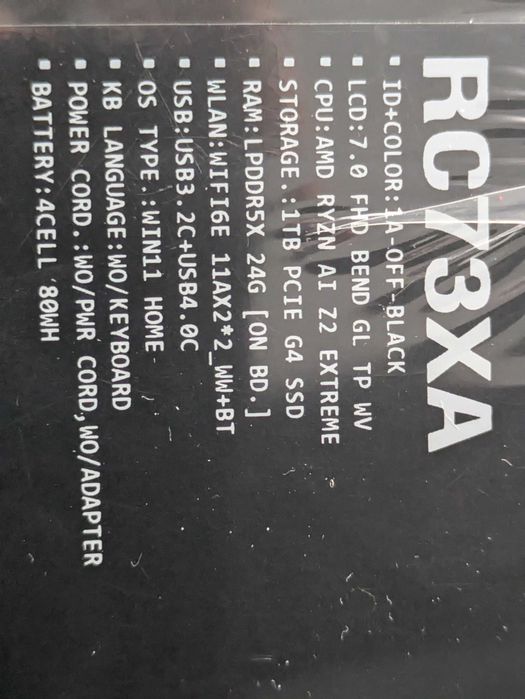 RC73XA
▪ ID+COLOR:1A-OFF-BLACK
▪ LCD:7.0 FHD BEND GL TP WV
▪ CPU:AMD RYZN AI Z2 EXTREME
▪ STORAGE.:1TB PCIE G4 SSD
▪ RAM:LPDDR5X 24G [ON BD.]
▪ WLAN:WIFI6E 11AX2*2_WW+BT
▪ USB:USB3.2C+USB4.0C
▪ OS TYPE.:WIN11 HOME
▪ KB LANGUAGE:WO/KEYBOARD
▪ POWER CORD.:WO/PWR CORD,WO/ADAPTER
▪ BATTERY:4CELL 80WH